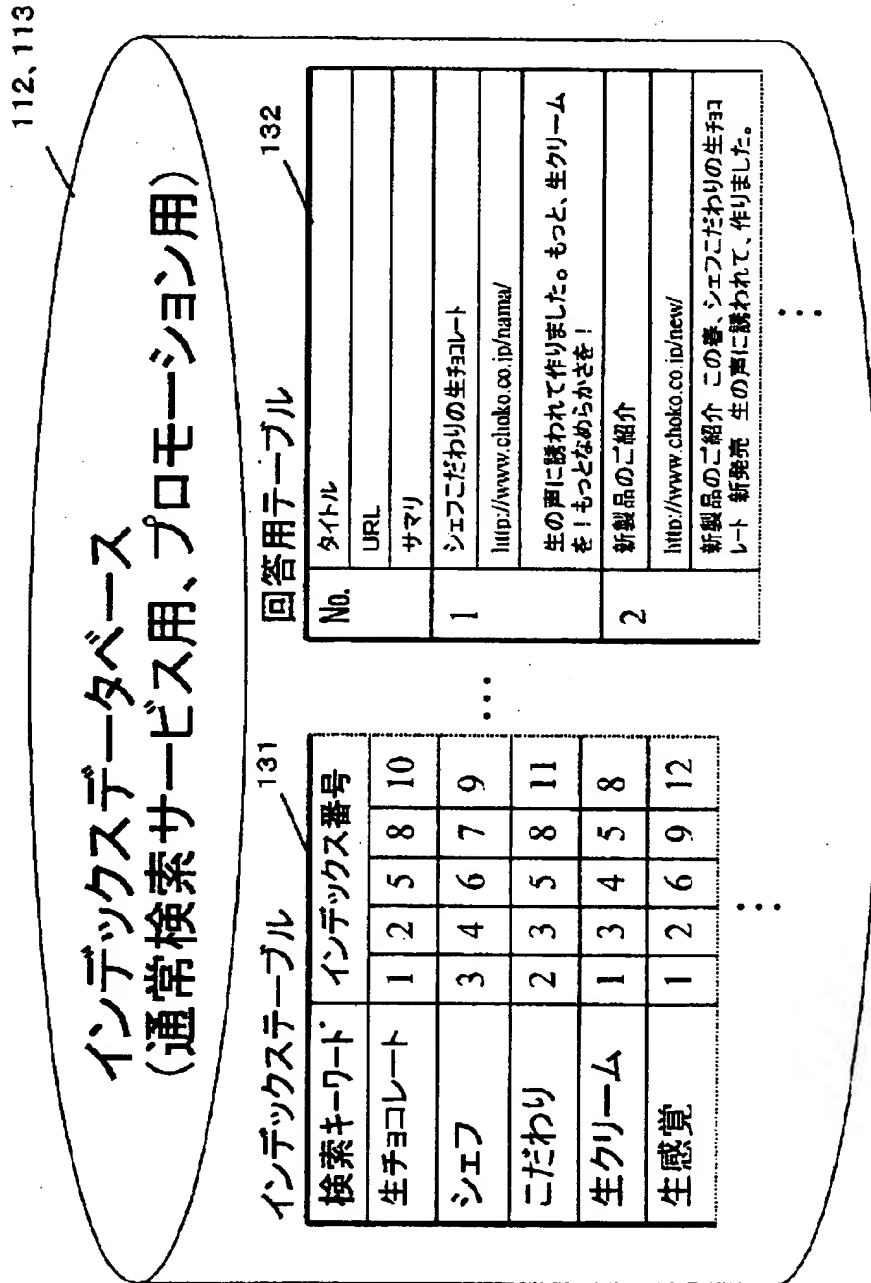 112、113
インデックスデータベース
(通常検索サービス用、プロモーション用)
インデックステーブル
131
検索キーワード インデックス番号
生チョコレート 1 2 5 8 10
シェフ 3 4 6 7 9
こだわり 2 3 5 8 11
生クリーム 1 3 4 5 8
生感覚 1 2 6 9 12
⋮
…
回答用テーブル
132
No. タイトル
URL
サマリ
1 シェフこだわりの生チョコレート
http://www.choko.co.jp/nama/
生の声に誘われて作りました。もっと、生クリーム
を!もっとなめらかさを!
2 新製品のご紹介
http://www.choko.co.jp/new/
新製品のご紹介 この春、シェフこだわりの生チョコ
レート 新発売 生の声に誘われて、作りました。
⋮